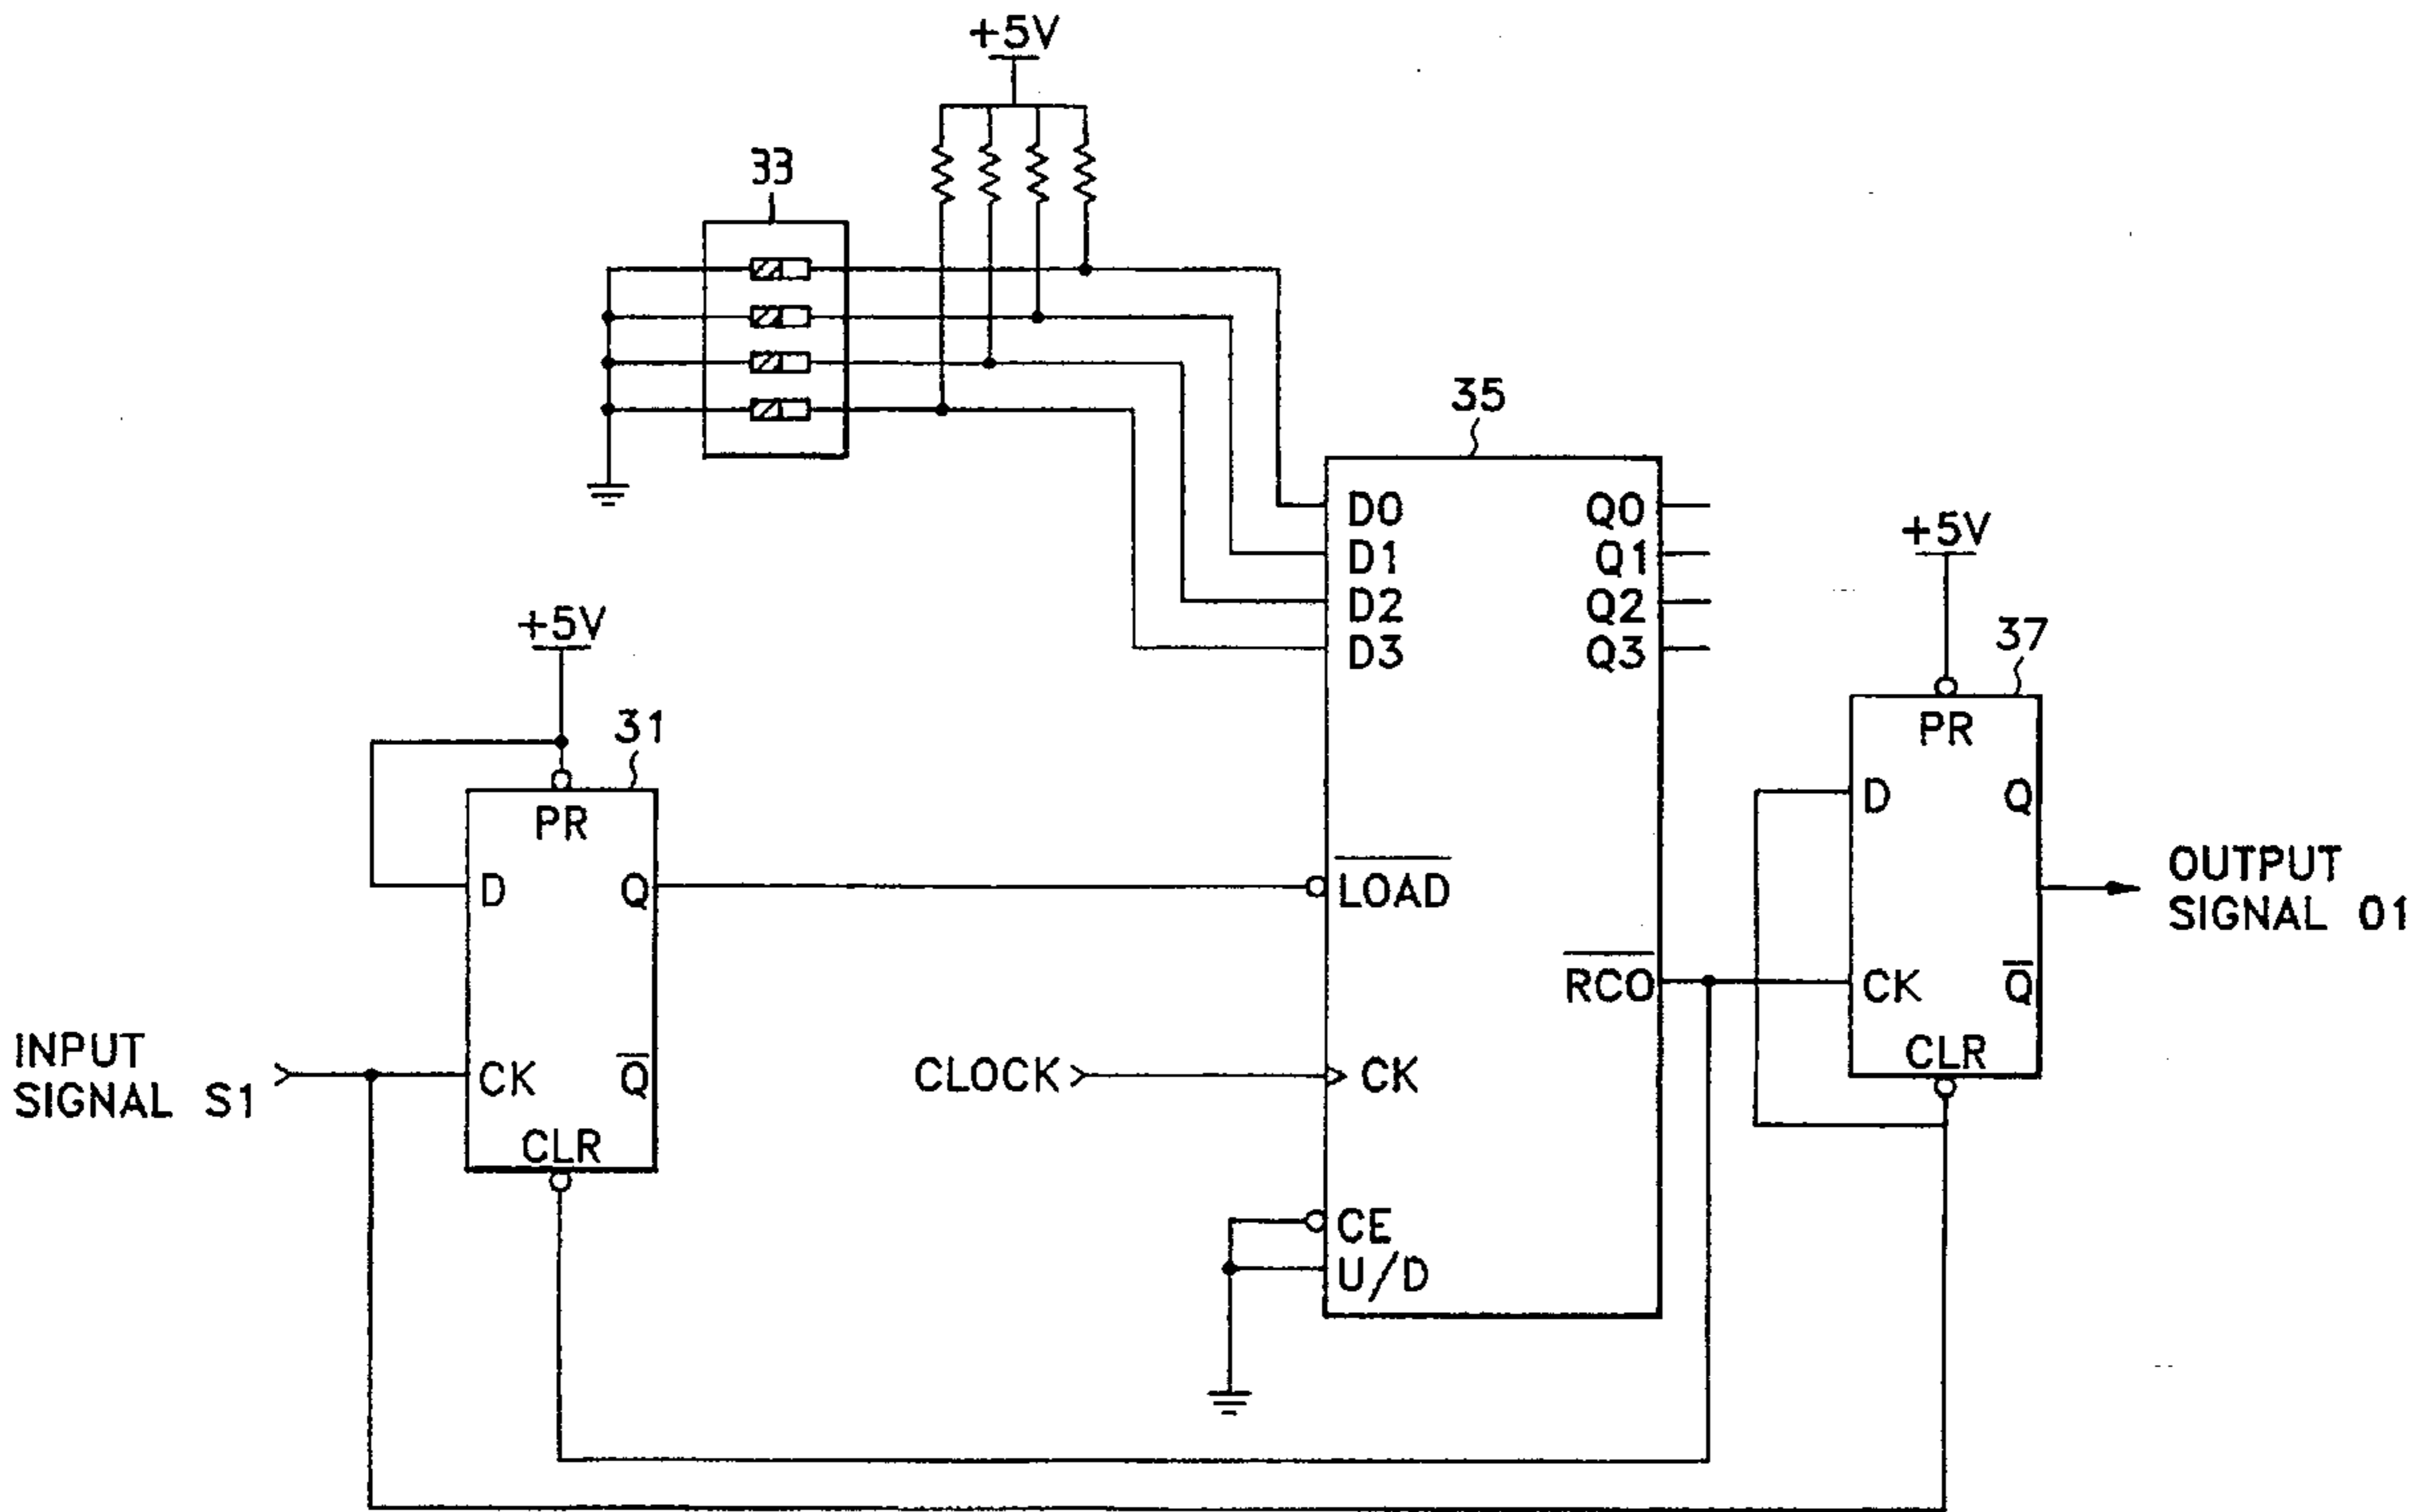 +5V
33
35
D0
Q0
D1
Q1
D2
Q2
D3
Q3
+5V
37
+5V
31
PR
D
Q
PR
D
Q
LOAD
OUTPUT
SIGNAL 01
RCO
CK
Q
CLR
INPUT
SIGNAL S1
CK
Q
CLR
CLOCK
CK
CE
U/D